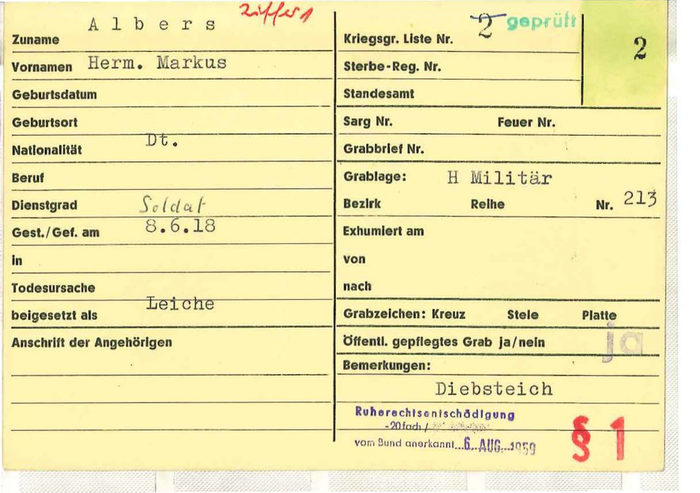 Zuname Albers Ziffer 1
Vornamen Herm. Markus
Geburtsdatum
Geburtsort
Nationalität Dt.
Beruf
Dienstgrad Soldat
Gest./Gef. am 8.6.18
in
Todesursache
beigesetzt als Leiche
Anschrift der Angehörigen
Kriegsgr. Liste Nr. 2 geprüft 2
Sterbe-Reg. Nr.
Standesamt
Sarg Nr. Feuer Nr.
Grabbrief Nr.
Grablage: H Militär
Bezirk Reihe Nr. 213
Exhumiert am
von
nach
Grabzeichen: Kreuz Stele Platte
Öffentl. gepflegtes Grab ja/nein ja
Bemerkungen:
Diebsteich
Ruherechtsentschädigung
-20fach /
vom Bund anerkannt...6. AUG. 1959
§ 1